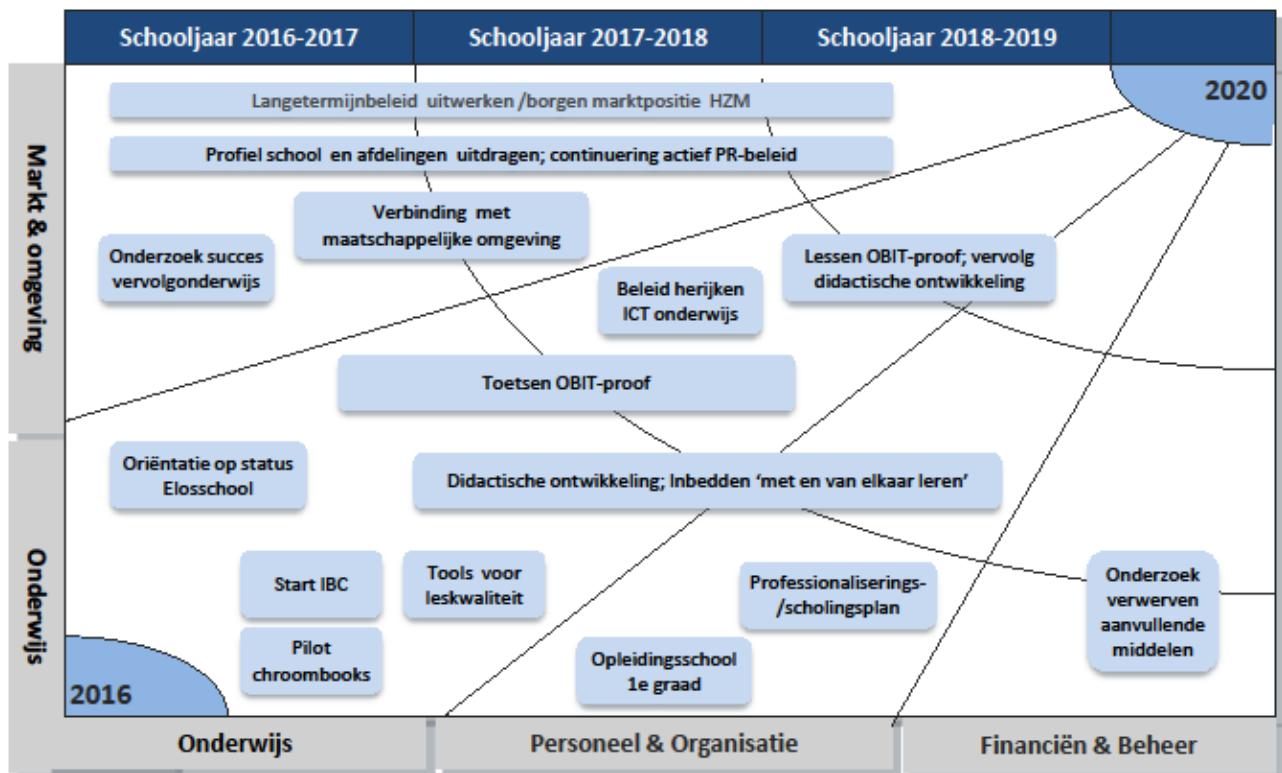 Schooljaar 2016-2017
Schooljaar 2017-2018
Schooljaar 2018-2019
2020
Markt & omgeving
Langetermijnbeleid uitwerken /borgen marktpositie HZM
Profiel school en afdelingen uitdragen; continuering actief PR-beleid
Verbinding met
maatschappelijke omgeving
Onderzoek succes
vervolgonderwijs
Lessen OBIT-proof; vervolg
didactische ontwikkeling
Beleid herijken
ICT onderwijs
Toetsen OBIT-proof
Onderwijs
Oriëntatie op status
Elosschool
Didactische ontwikkeling; Inbedden ‘met en van elkaar leren’
Start IBC
Tools voor
leskwaliteit
Professionaliserings-
/scholingsplan
Onderzoek
verwerven
aanvullende
middelen
Pilot
chroombooks
Opleidingsschool
1e graad
2016
Onderwijs
Personeel & Organisatie
Financiën & Beheer